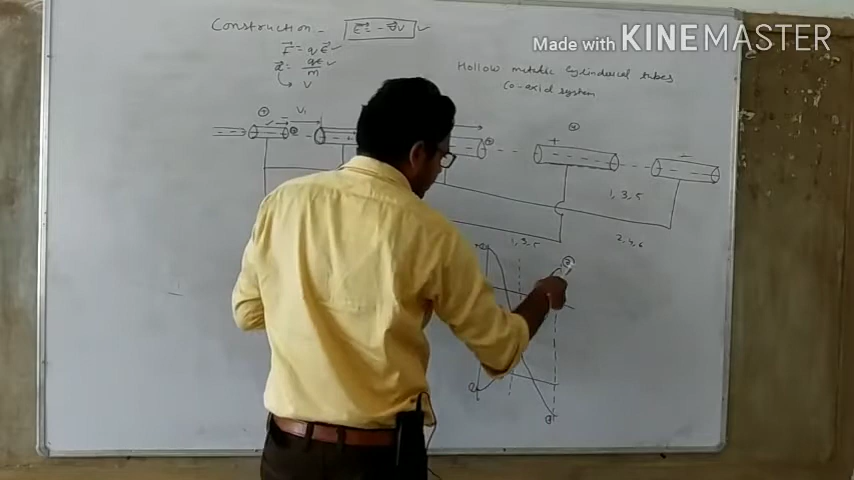 Made with KINEMASTER
Construction - E = - ∇V ✓
F = qE ✓
a = qE/m ✓
V
Hollow metallic Cylindrical tubes
Co-axial system
V₁
+ −
1, 3, 5
1, 3, 5
2, 4, 6